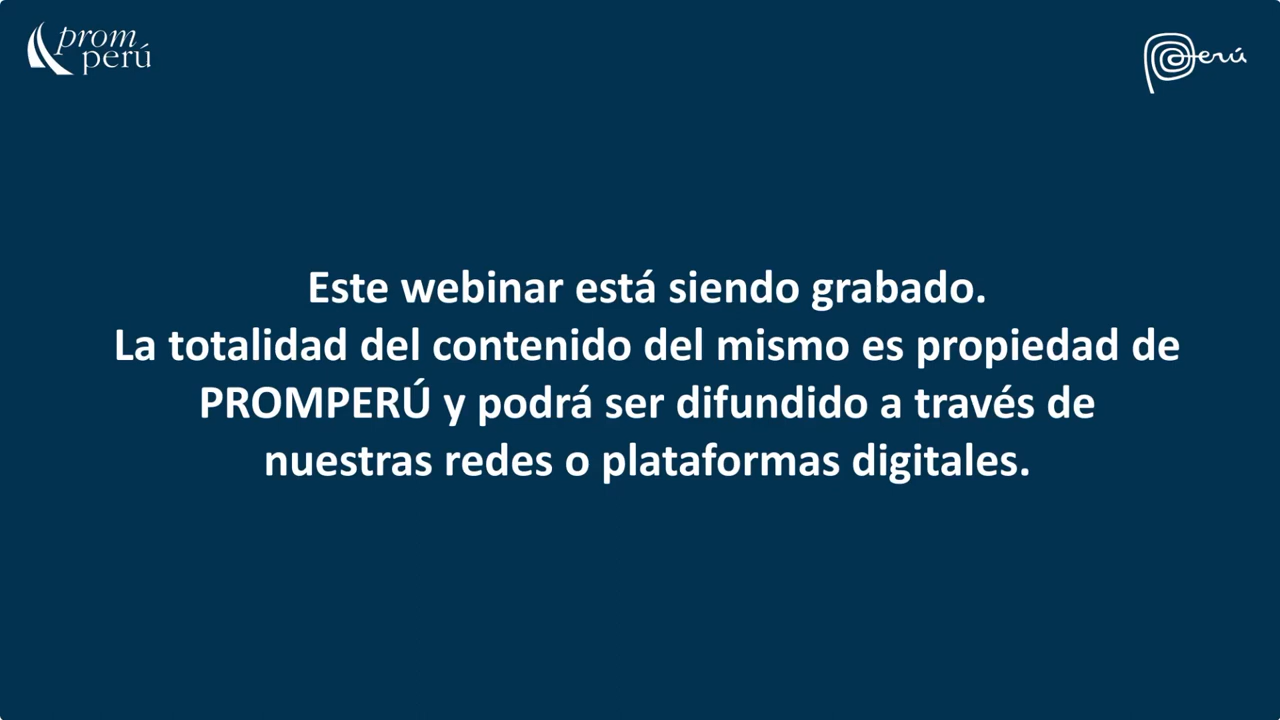 prom
perú
Perú
Este webinar está siendo grabado.
La totalidad del contenido del mismo es propiedad de
PROMPERÚ y podrá ser difundido a través de
nuestras redes o plataformas digitales.